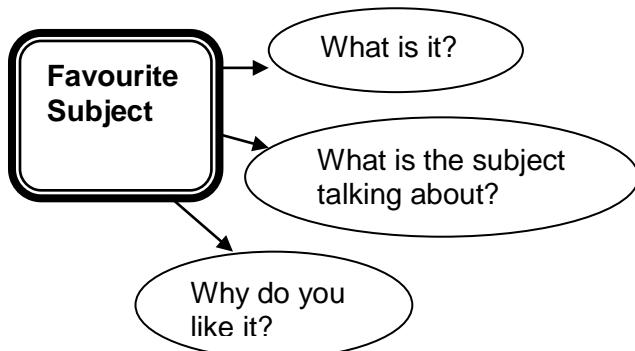 Favourite
Subject
What is it?
What is the subject
talking about?
Why do you
like it?